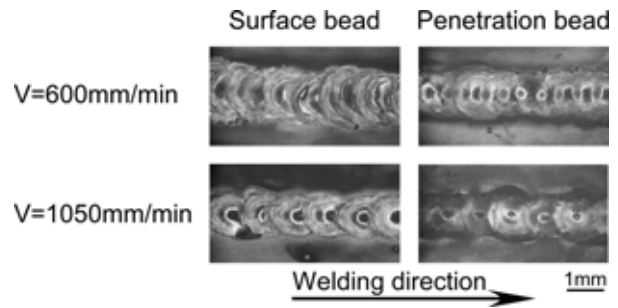 Surface bead Penetration bead
V=600mm/min
V=1050mm/min
Welding direction 1mm